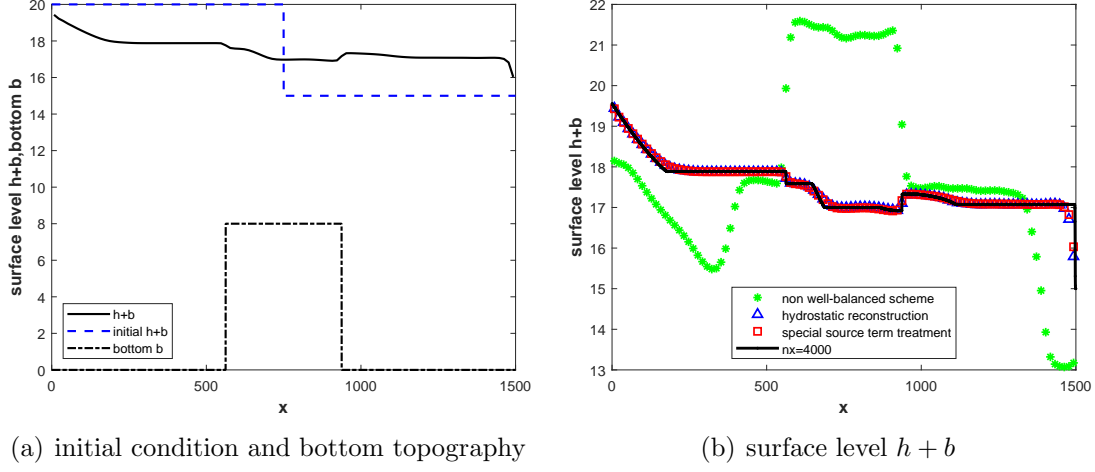 surface level h+b,bottom b
20
18
16
14
12
10
8
6
4
2
0
h+b
initial h+b
bottom b
0
500
1000
1500
x
(a) initial condition and bottom topography
surface level h+b
22
21
20
19
18
17
16
15
14
13
non well-balanced scheme
hydrostatic reconstruction
special source term treatment
nx=4000
0
500
1000
1500
x
(b) surface level h + b